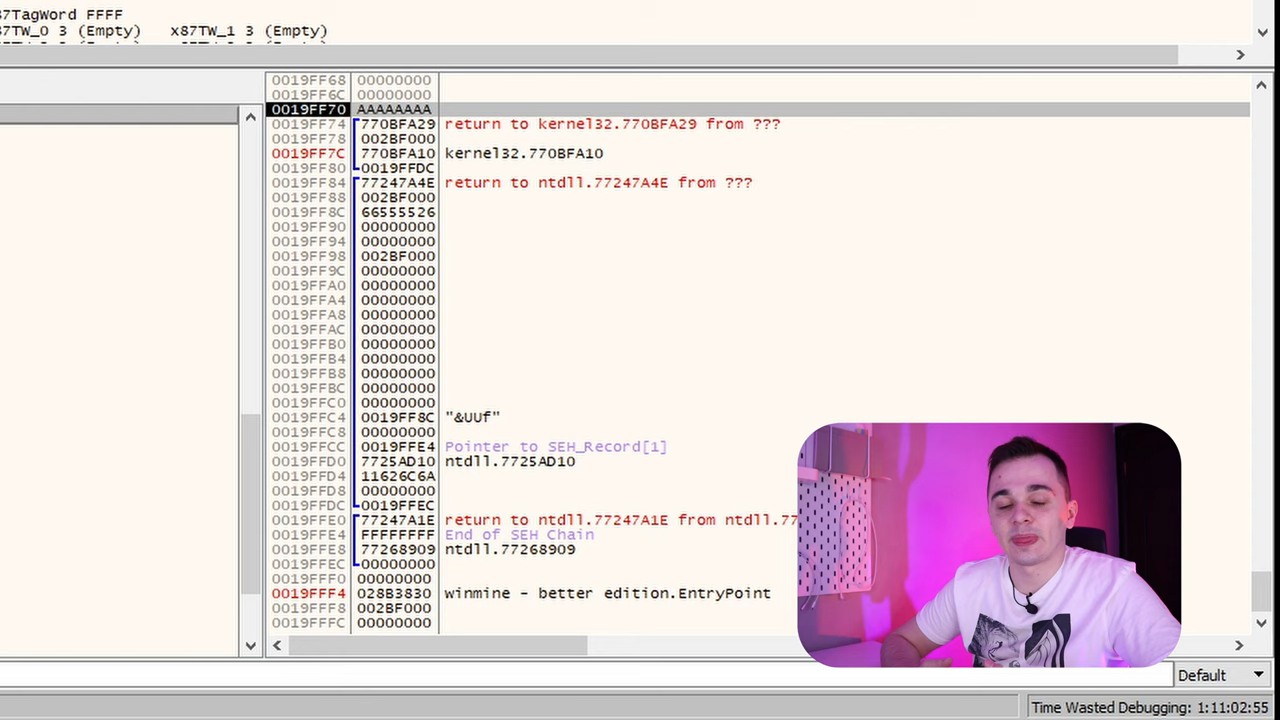 87TagWord FFFF
87TW_0 3 (Empty) x87TW_1 3 (Empty)
0019FF68 00000000
0019FF6C 00000000
0019FF70 AAAAAAAA
0019FF74 770BFA29 return to kernel32.770BFA29 from ???
0019FF78 002BF000
0019FF7C 770BFA10 kernel32.770BFA10
0019FF80 0019FFDC
0019FF84 77247A4E return to ntdll.77247A4E from ???
0019FF88 002BF000
0019FF8C 66555526
0019FF90 00000000
0019FF94 00000000
0019FF98 002BF000
0019FF9C 00000000
0019FFA0 00000000
0019FFA4 00000000
0019FFA8 00000000
0019FFAC 00000000
0019FFB0 00000000
0019FFB4 00000000
0019FFB8 00000000
0019FFBC 00000000
0019FFC0 00000000
0019FFC4 0019FF8C "&UUf"
0019FFC8 00000000
0019FFCC 0019FFE4 Pointer to SEH_Record[1]
0019FFD0 7725AD10 ntdll.7725AD10
0019FFD4 11626C6A
0019FFD8 00000000
0019FFDC 0019FFEC
0019FFE0 77247A1E return to ntdll.77247A1E from ntdll.77
0019FFE4 FFFFFFFF End of SEH Chain
0019FFE8 77268909 ntdll.77268909
0019FFEC 00000000
0019FFF0 00000000
0019FFF4 028B3830 winmine - better edition.EntryPoint
0019FFF8 002BF000
0019FFFC 00000000
Default
Time Wasted Debugging: 1:11:02:55